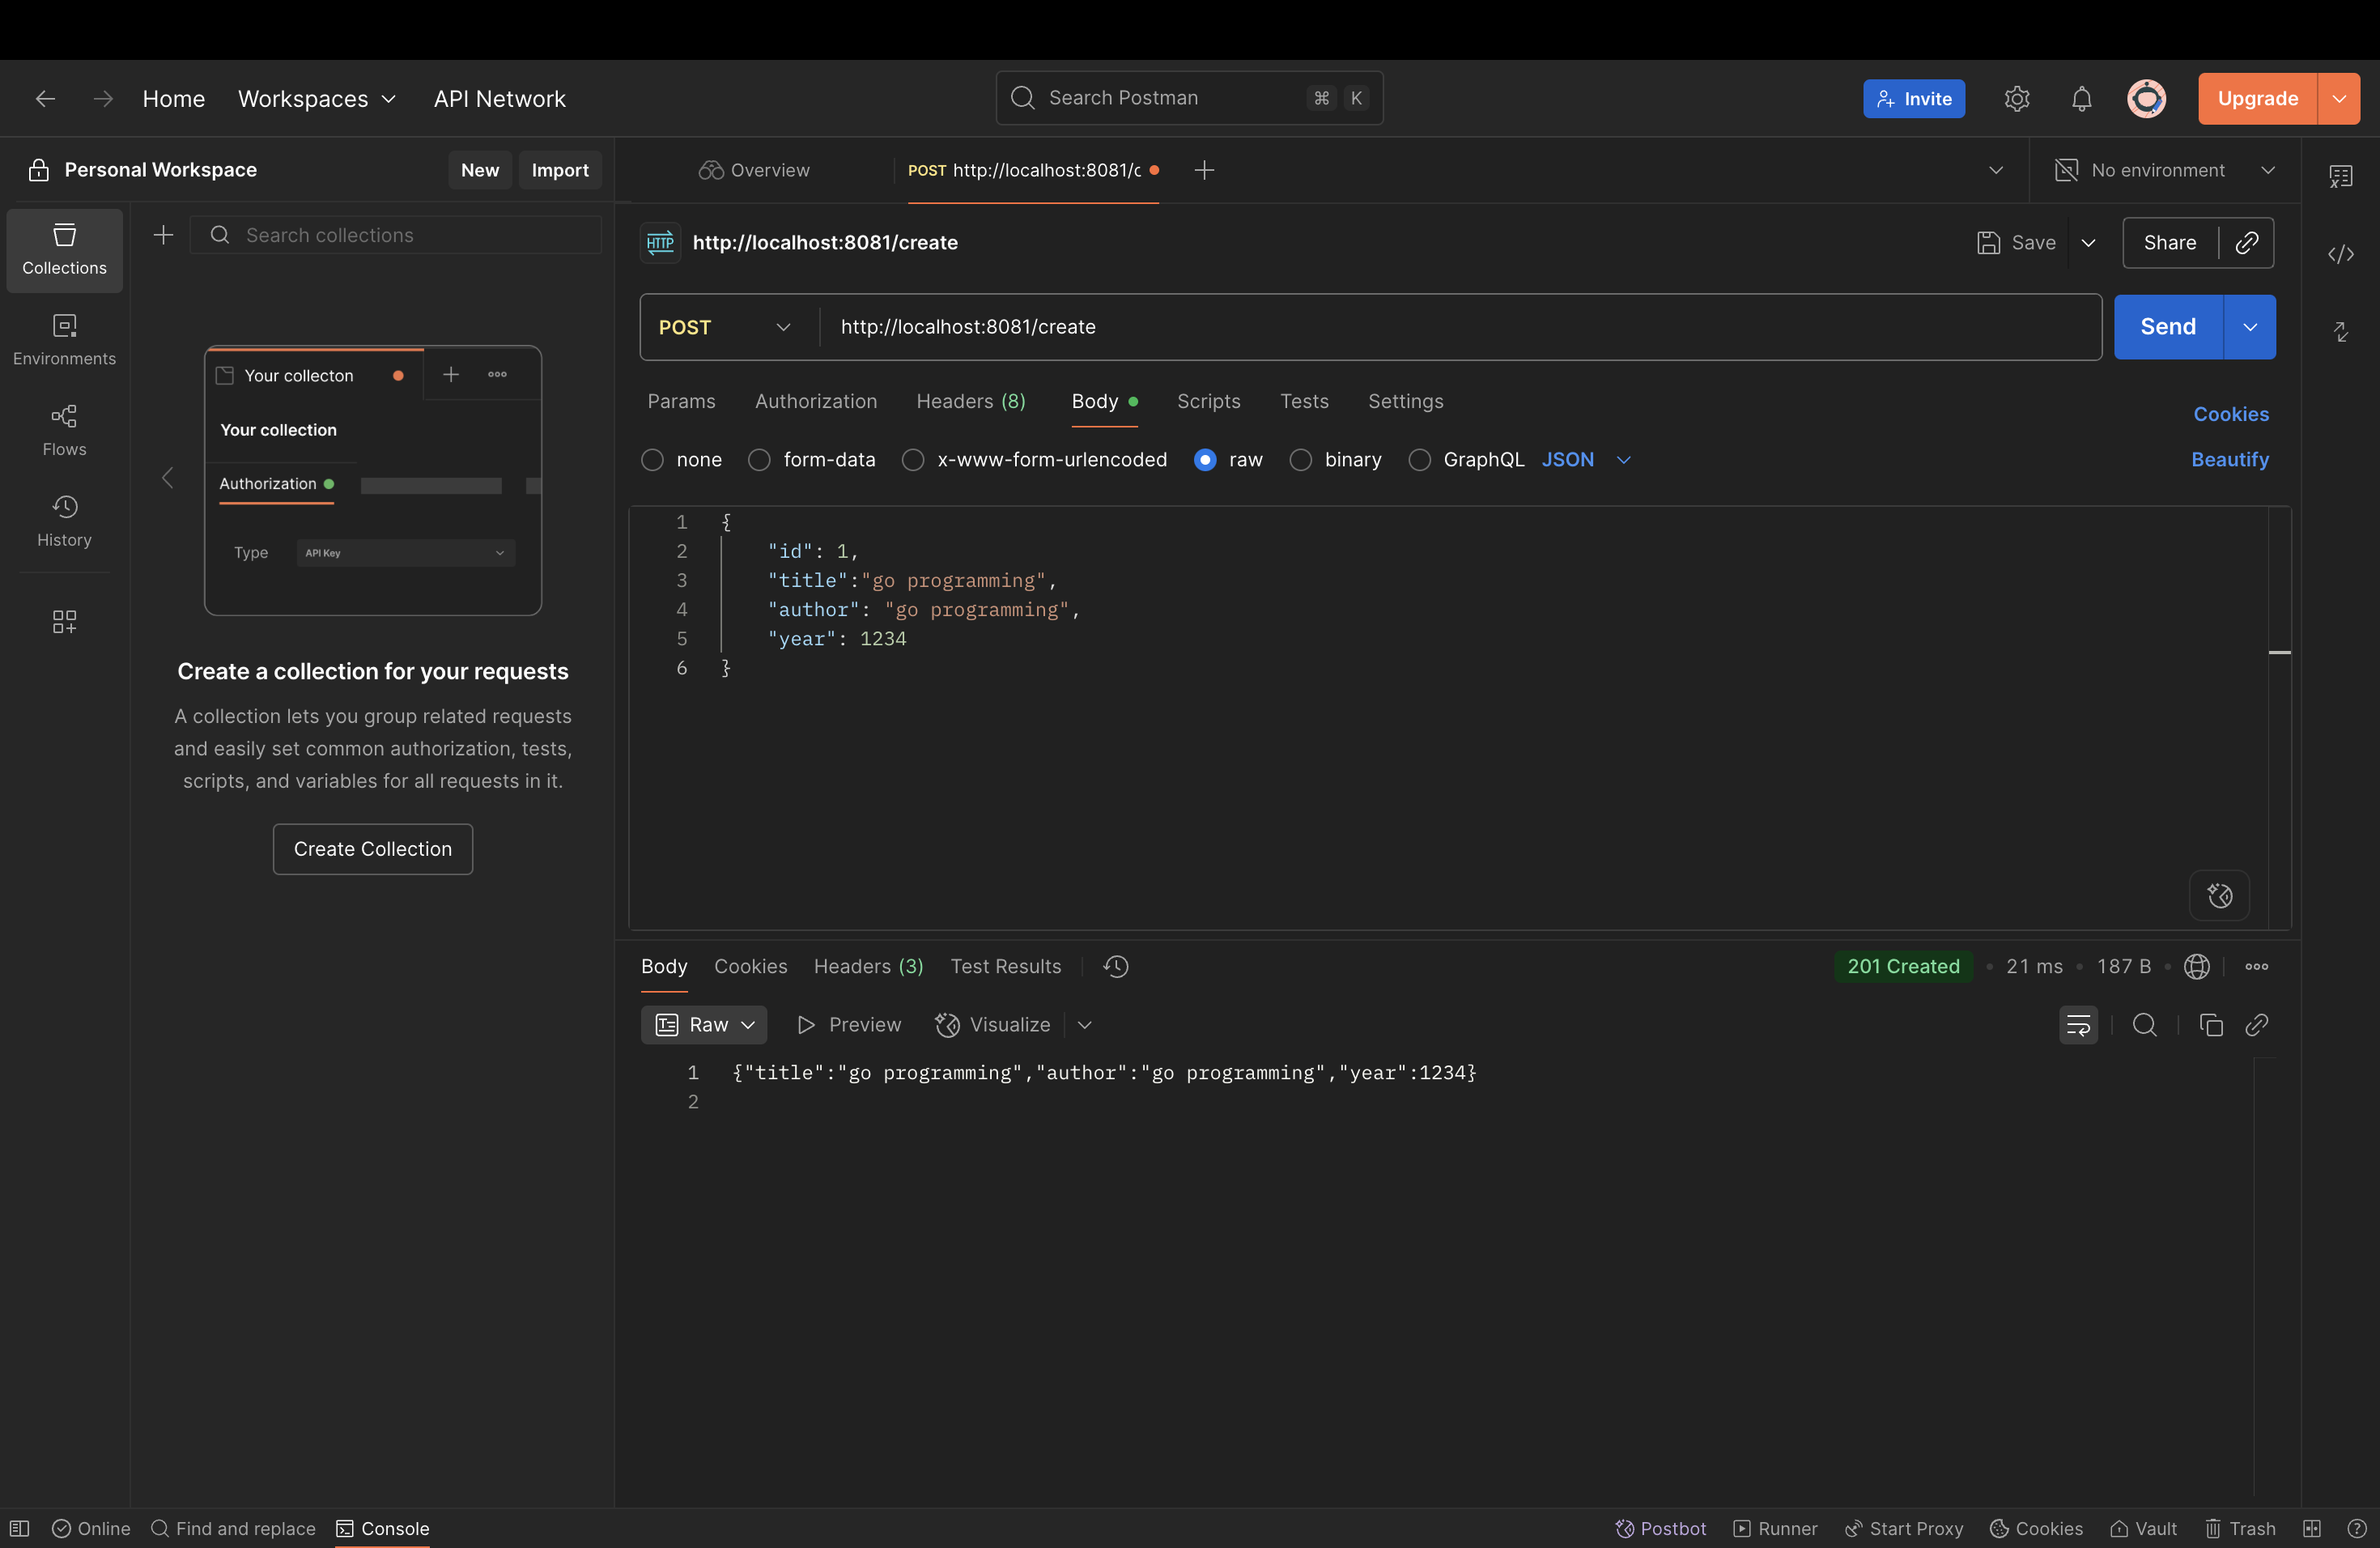 Home Workspaces API Network Search Postman ⌘ K Invite Upgrade
Personal Workspace New Import Overview POST http://localhost:8081/c No environment
Collections
Search collections
Environments
Flows
History
Your collecton
Your collection
Authorization
Type API Key
Create a collection for your requests
A collection lets you group related requests
and easily set common authorization, tests,
scripts, and variables for all requests in it.
Create Collection
HTTP http://localhost:8081/create Save Share
POST http://localhost:8081/create Send
Params Authorization Headers (8) Body Scripts Tests Settings Cookies
none form-data x-www-form-urlencoded raw binary GraphQL JSON Beautify
1 {
2 "id": 1,
3 "title":"go programming",
4 "author": "go programming",
5 "year": 1234
6 }
Body Cookies Headers (3) Test Results 201 Created • 21 ms • 187 B •
Raw Preview Visualize
1 {"title":"go programming","author":"go programming","year":1234}
2
Online Find and replace Console Postbot Runner Start Proxy Cookies Vault Trash